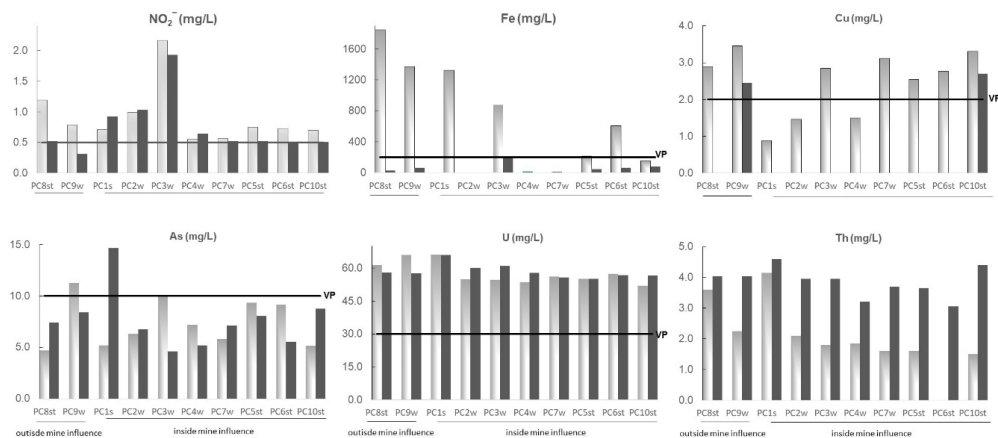 NO₂⁻ (mg/L)
2.0
1.5
1.0
0.5
0.0
PC8st PC9w PC1s PC2w PC3w PC4w PC7w PC5st PC6st PC10st
Fe (mg/L)
1600
1200
800
400
0
VP
PC8st PC9w PC1s PC2w PC3w PC4w PC7w PC5st PC6st PC10st
Cu (mg/L)
4.0
3.0
2.0
1.0
0.0
VP
PC8st PC9w PC1s PC2w PC3w PC4w PC7w PC5st PC6st PC10st
As (mg/L)
15.0
10.0
5.0
0.0
VP
PC8st PC9w PC1s PC2w PC3w PC4w PC7w PC5st PC6st PC10st
outisde mine influence inside mine influence
U (mg/L)
60.0
45.0
30.0
15.0
0.0
VP
PC8st PC9w PC1s PC2w PC3w PC4w PC7w PC5st PC6st PC10st
outisde mine influence inside mine influence
Th (mg/L)
5.0
4.0
3.0
2.0
1.0
0.0
PC8st PC9w PC1s PC2w PC3w PC4w PC7w PC5st PC6st PC10st
outisde mine influence inside mine influence